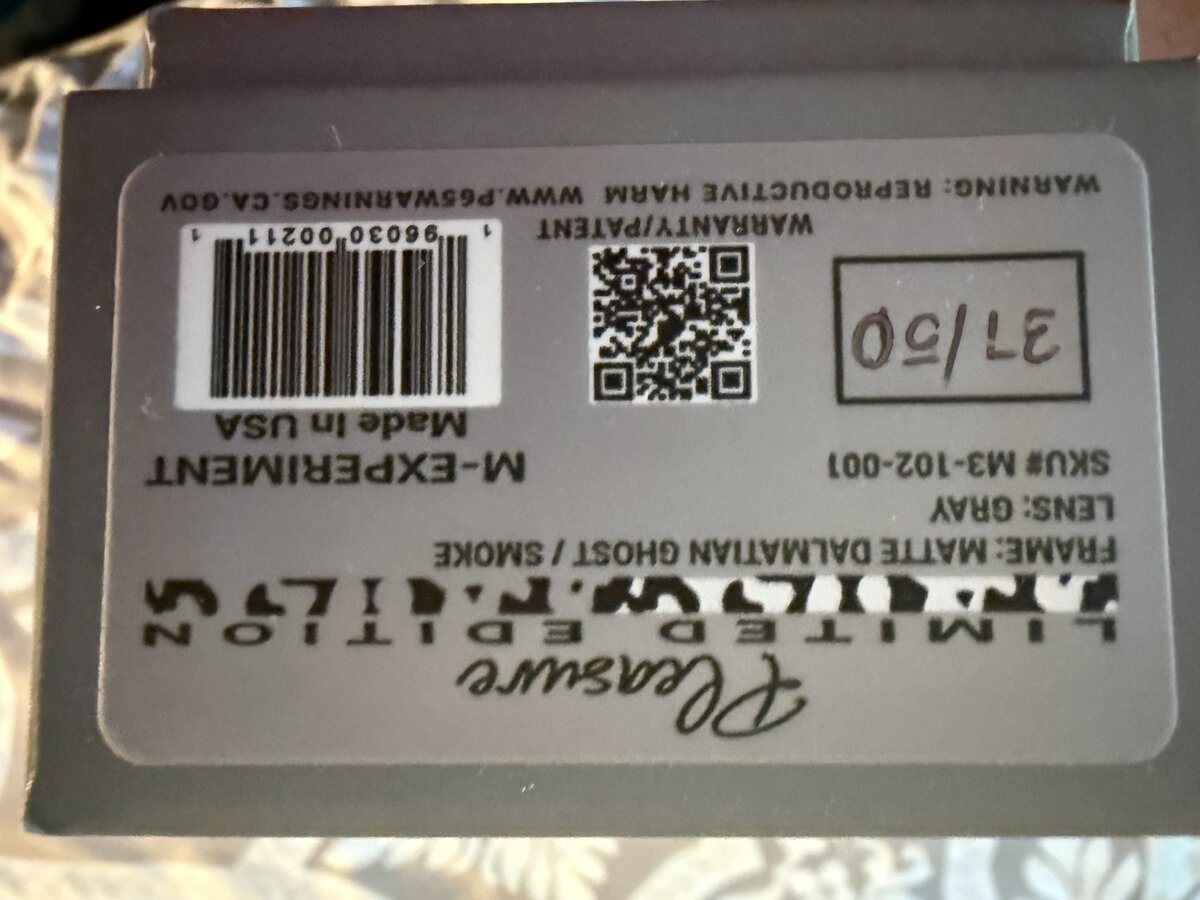 Pleasure
LIMITED EDITION
FRAME: MATTE DALMATIAN GHOST / SMOKE
LENS: GRAY
SKU# M3-102-001
M-EXPERIMENT
Made In USA
37/50
WARRANTY/PATENT
1 96030 00211 1
WARNING: REPRODUCTIVE HARM WWW.P65WARNINGS.CA.GOV